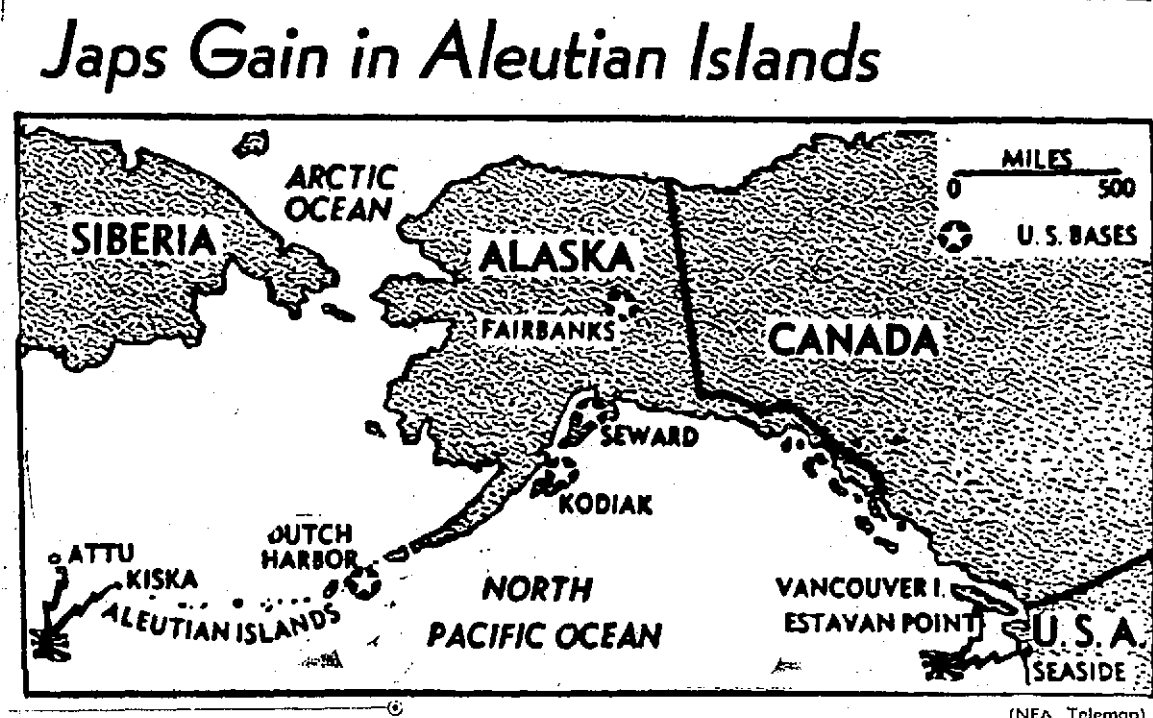 Japs Gain in Aleutian Islands
ARCTIC
OCEAN
MILES
0 500
U. S. BASES
SIBERIA
ALASKA
FAIRBANKS
CANADA
SEWARD
KODIAK
DUTCH
HARBOR
ATTU
KISKA
ALEUTIAN ISLANDS
NORTH
PACIFIC OCEAN
VANCOUVER I.
ESTAVAN POINT
U. S. A.
SEASIDE
(NEA Telemap)